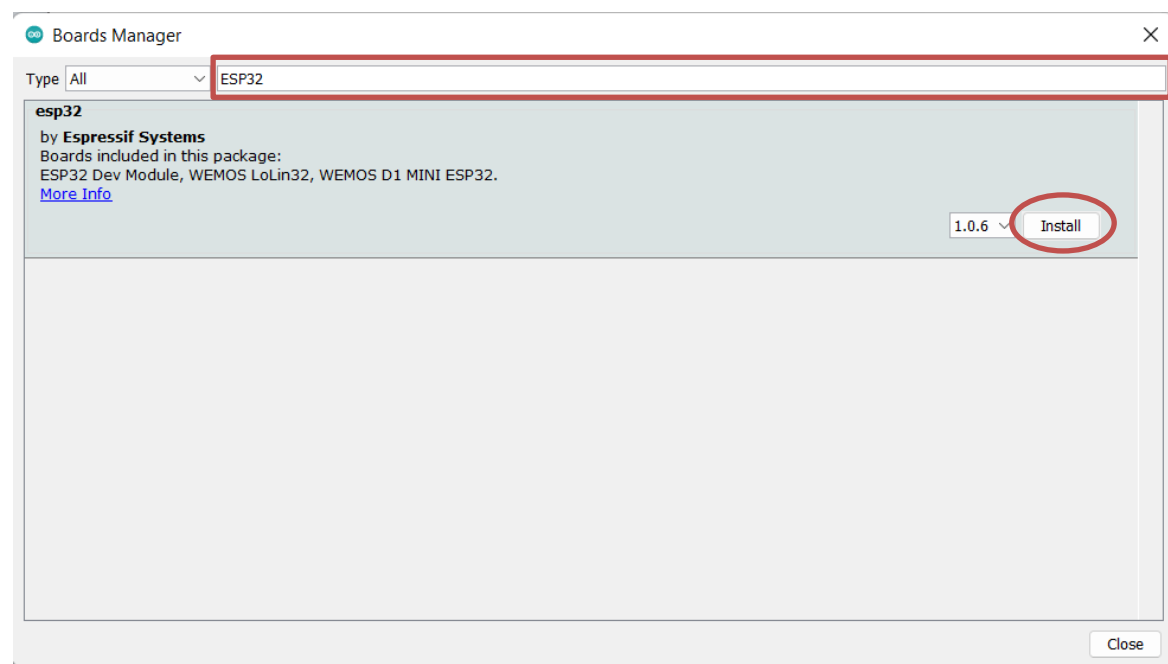 Boards Manager
Type All ESP32
esp32
by Espressif Systems
Boards included in this package:
ESP32 Dev Module, WEMOS LoLin32, WEMOS D1 MINI ESP32.
More Info
1.0.6 Install
Close